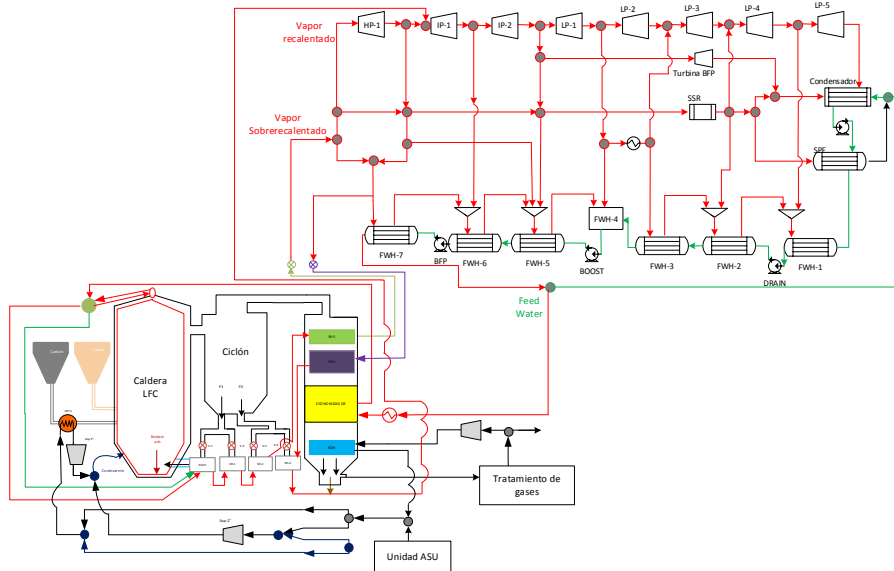 LP-5
LP-2
LP-3
LP-4
HP-1
IP-1
IP-2
LP-1
Vapor
recalentado
Turbina BFP
Condensador
SSR
Vapor
Sobrerecalentado
SPE
FWH-4
FWH-7
BFP
FWH-6
FWH-5
BOOST
FWH-3
FWH-2
FWH-1
DRAIN
Feed
Water
Ciclón
Carbón
Caldera
LFC
ECONOMIZADOR
Tratamiento
de gases
Unidad ASU